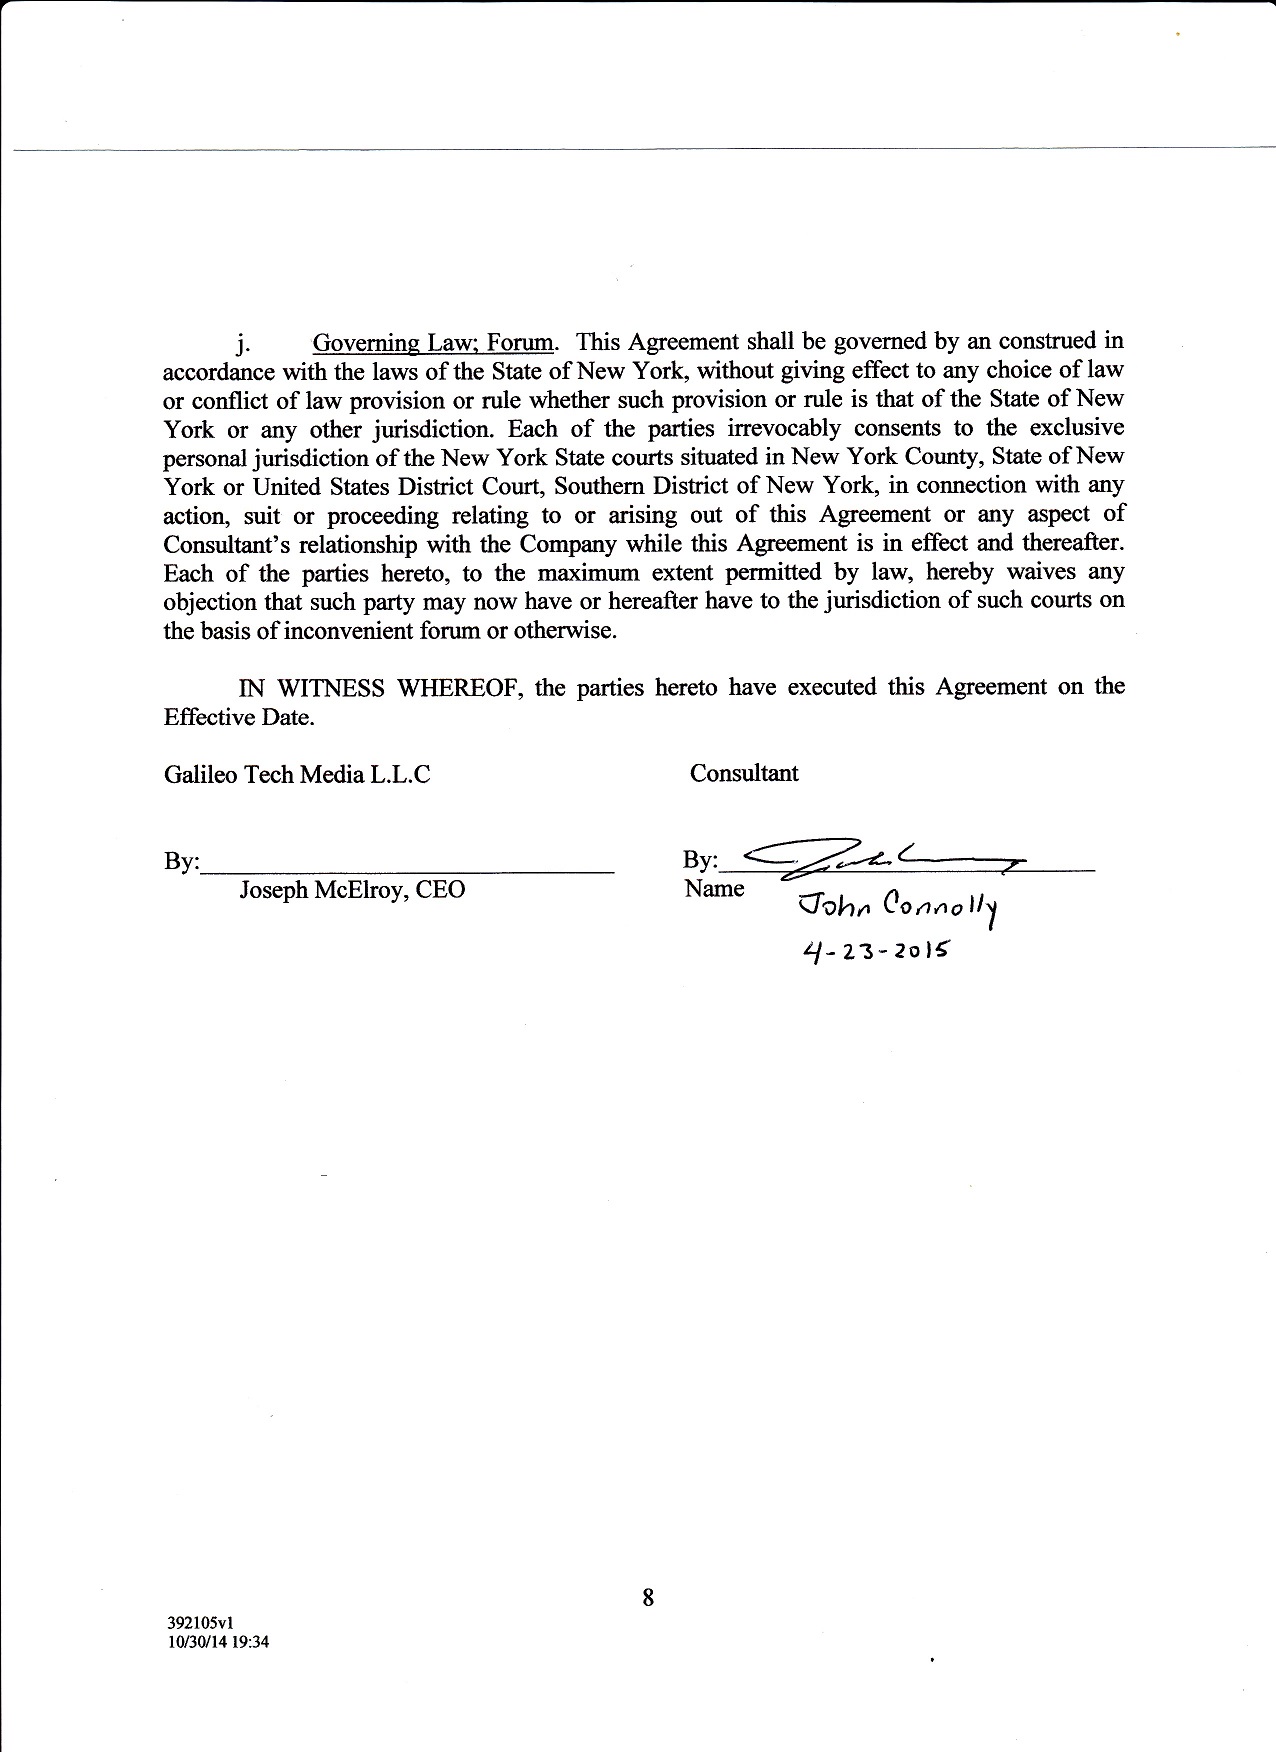 j. Governing Law; Forum. This Agreement shall be governed by an construed in
accordance with the laws of the State of New York, without giving effect to any choice of law
or conflict of law provision or rule whether such provision or rule is that of the State of New
York or any other jurisdiction. Each of the parties irrevocably consents to the exclusive
personal jurisdiction of the New York State courts situated in New York County, State of New
York or United States District Court, Southern District of New York, in connection with any
action, suit or proceeding relating to or arising out of this Agreement or any aspect of
Consultant's relationship with the Company while this Agreement is in effect and thereafter.
Each of the parties hereto, to the maximum extent permitted by law, hereby waives any
objection that such party may now have or hereafter have to the jurisdiction of such courts on
the basis of inconvenient forum or otherwise.
IN WITNESS WHEREOF, the parties hereto have executed this Agreement on the
Effective Date.
Galileo Tech Media L.L.C Consultant
By: By:
Joseph McElroy, CEO Name
John Connolly
4-23-2015
8
392105v1
10/30/14 19:34